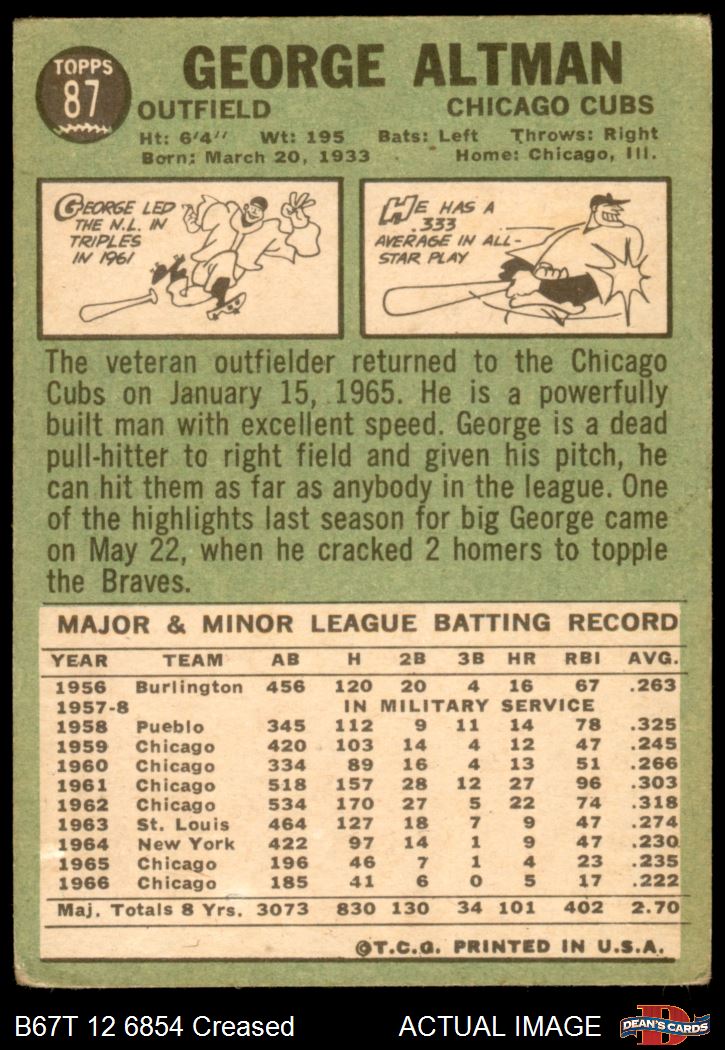 TOPPS
87
GEORGE ALTMAN
OUTFIELD CHICAGO CUBS
Ht: 6'4" Wt: 195 Bats: Left Throws: Right
Born: March 20, 1933 Home: Chicago, Ill.
GEORGE LED
THE N.L. IN
TRIPLES
IN 1961
HE HAS A
.333
AVERAGE IN ALL-
STAR PLAY
The veteran outfielder returned to the Chicago
Cubs on January 15, 1965. He is a powerfully
built man with excellent speed. George is a dead
pull-hitter to right field and given his pitch, he
can hit them as far as anybody in the league. One
of the highlights last season for big George came
on May 22, when he cracked 2 homers to topple
the Braves.
MAJOR & MINOR LEAGUE BATTING RECORD
YEAR TEAM AB H 2B 3B HR RBI AVG.
1956 Burlington 456 120 20 4 16 67 .263
1957-8 IN MILITARY SERVICE
1958 Pueblo 345 112 9 11 14 78 .325
1959 Chicago 420 103 14 4 12 47 .245
1960 Chicago 334 89 16 4 13 51 .266
1961 Chicago 518 157 28 12 27 96 .303
1962 Chicago 534 170 27 5 22 74 .318
1963 St. Louis 464 127 18 7 9 47 .274
1964 New York 422 97 14 1 9 47 .230
1965 Chicago 196 46 7 1 4 23 .235
1966 Chicago 185 41 6 0 5 17 .222
Maj. Totals 8 Yrs. 3073 830 130 34 101 402 2.70
©T.C.G. PRINTED IN U.S.A.
B67T 12 6854 Creased ACTUAL IMAGE
D
DEAN'S CARDS